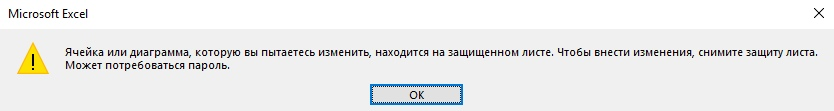 Microsoft Excel
Ячейка или диаграмма, которую вы пытаетесь изменить, находится на защищенном листе. Чтобы внести изменения, снимите защиту листа.
Может потребоваться пароль.
OK